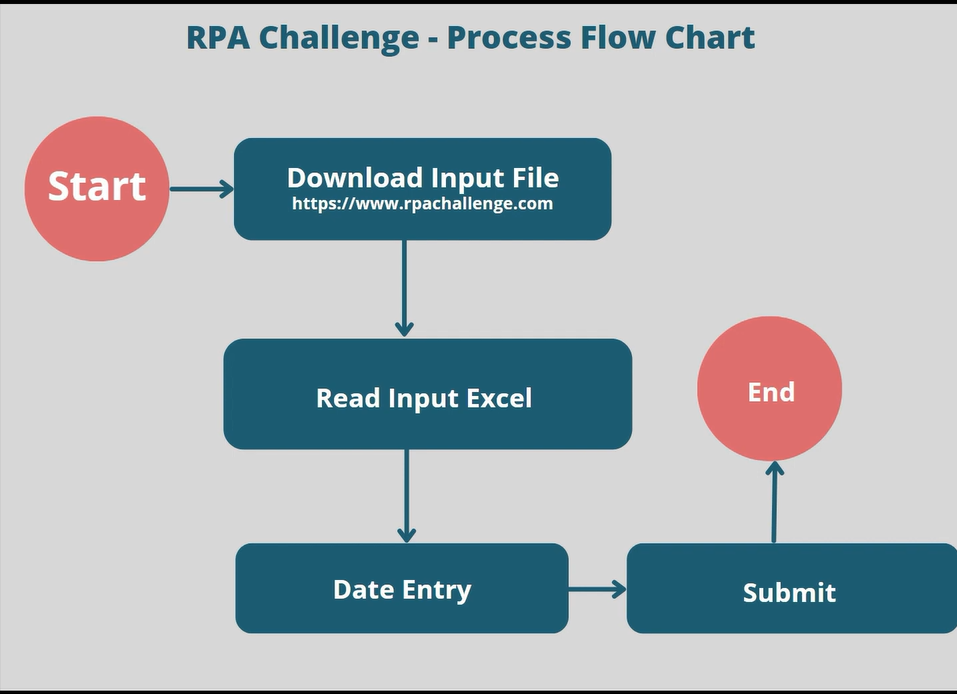 RPA Challenge - Process Flow Chart
Start
Download Input File
https://www.rpachallenge.com
Read Input Excel
End
Date Entry
Submit